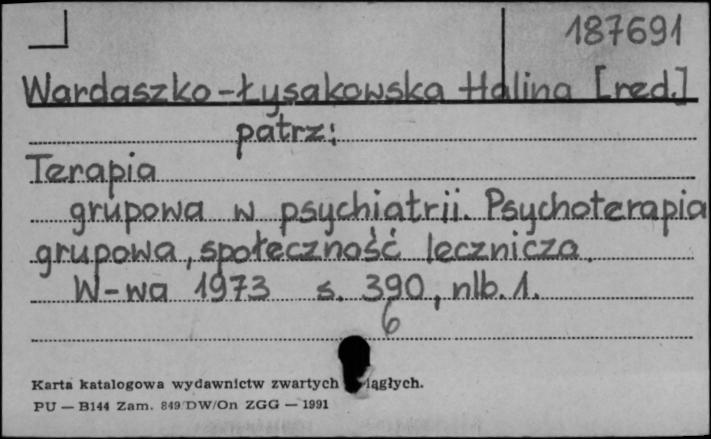 187691
Wardaszko-Łysakowska Halina [red.]
patrz:
Terapia
grupowa w psychiatrii. Psychoterapia
grupowa, społeczność lecznicza.
W-wa 1973 s. 390, nlb. 1.
6
Karta katalogowa wydawnictw zwartych iągłych.
PU — B144 Zam. 849/DW/On ZGG — 1991